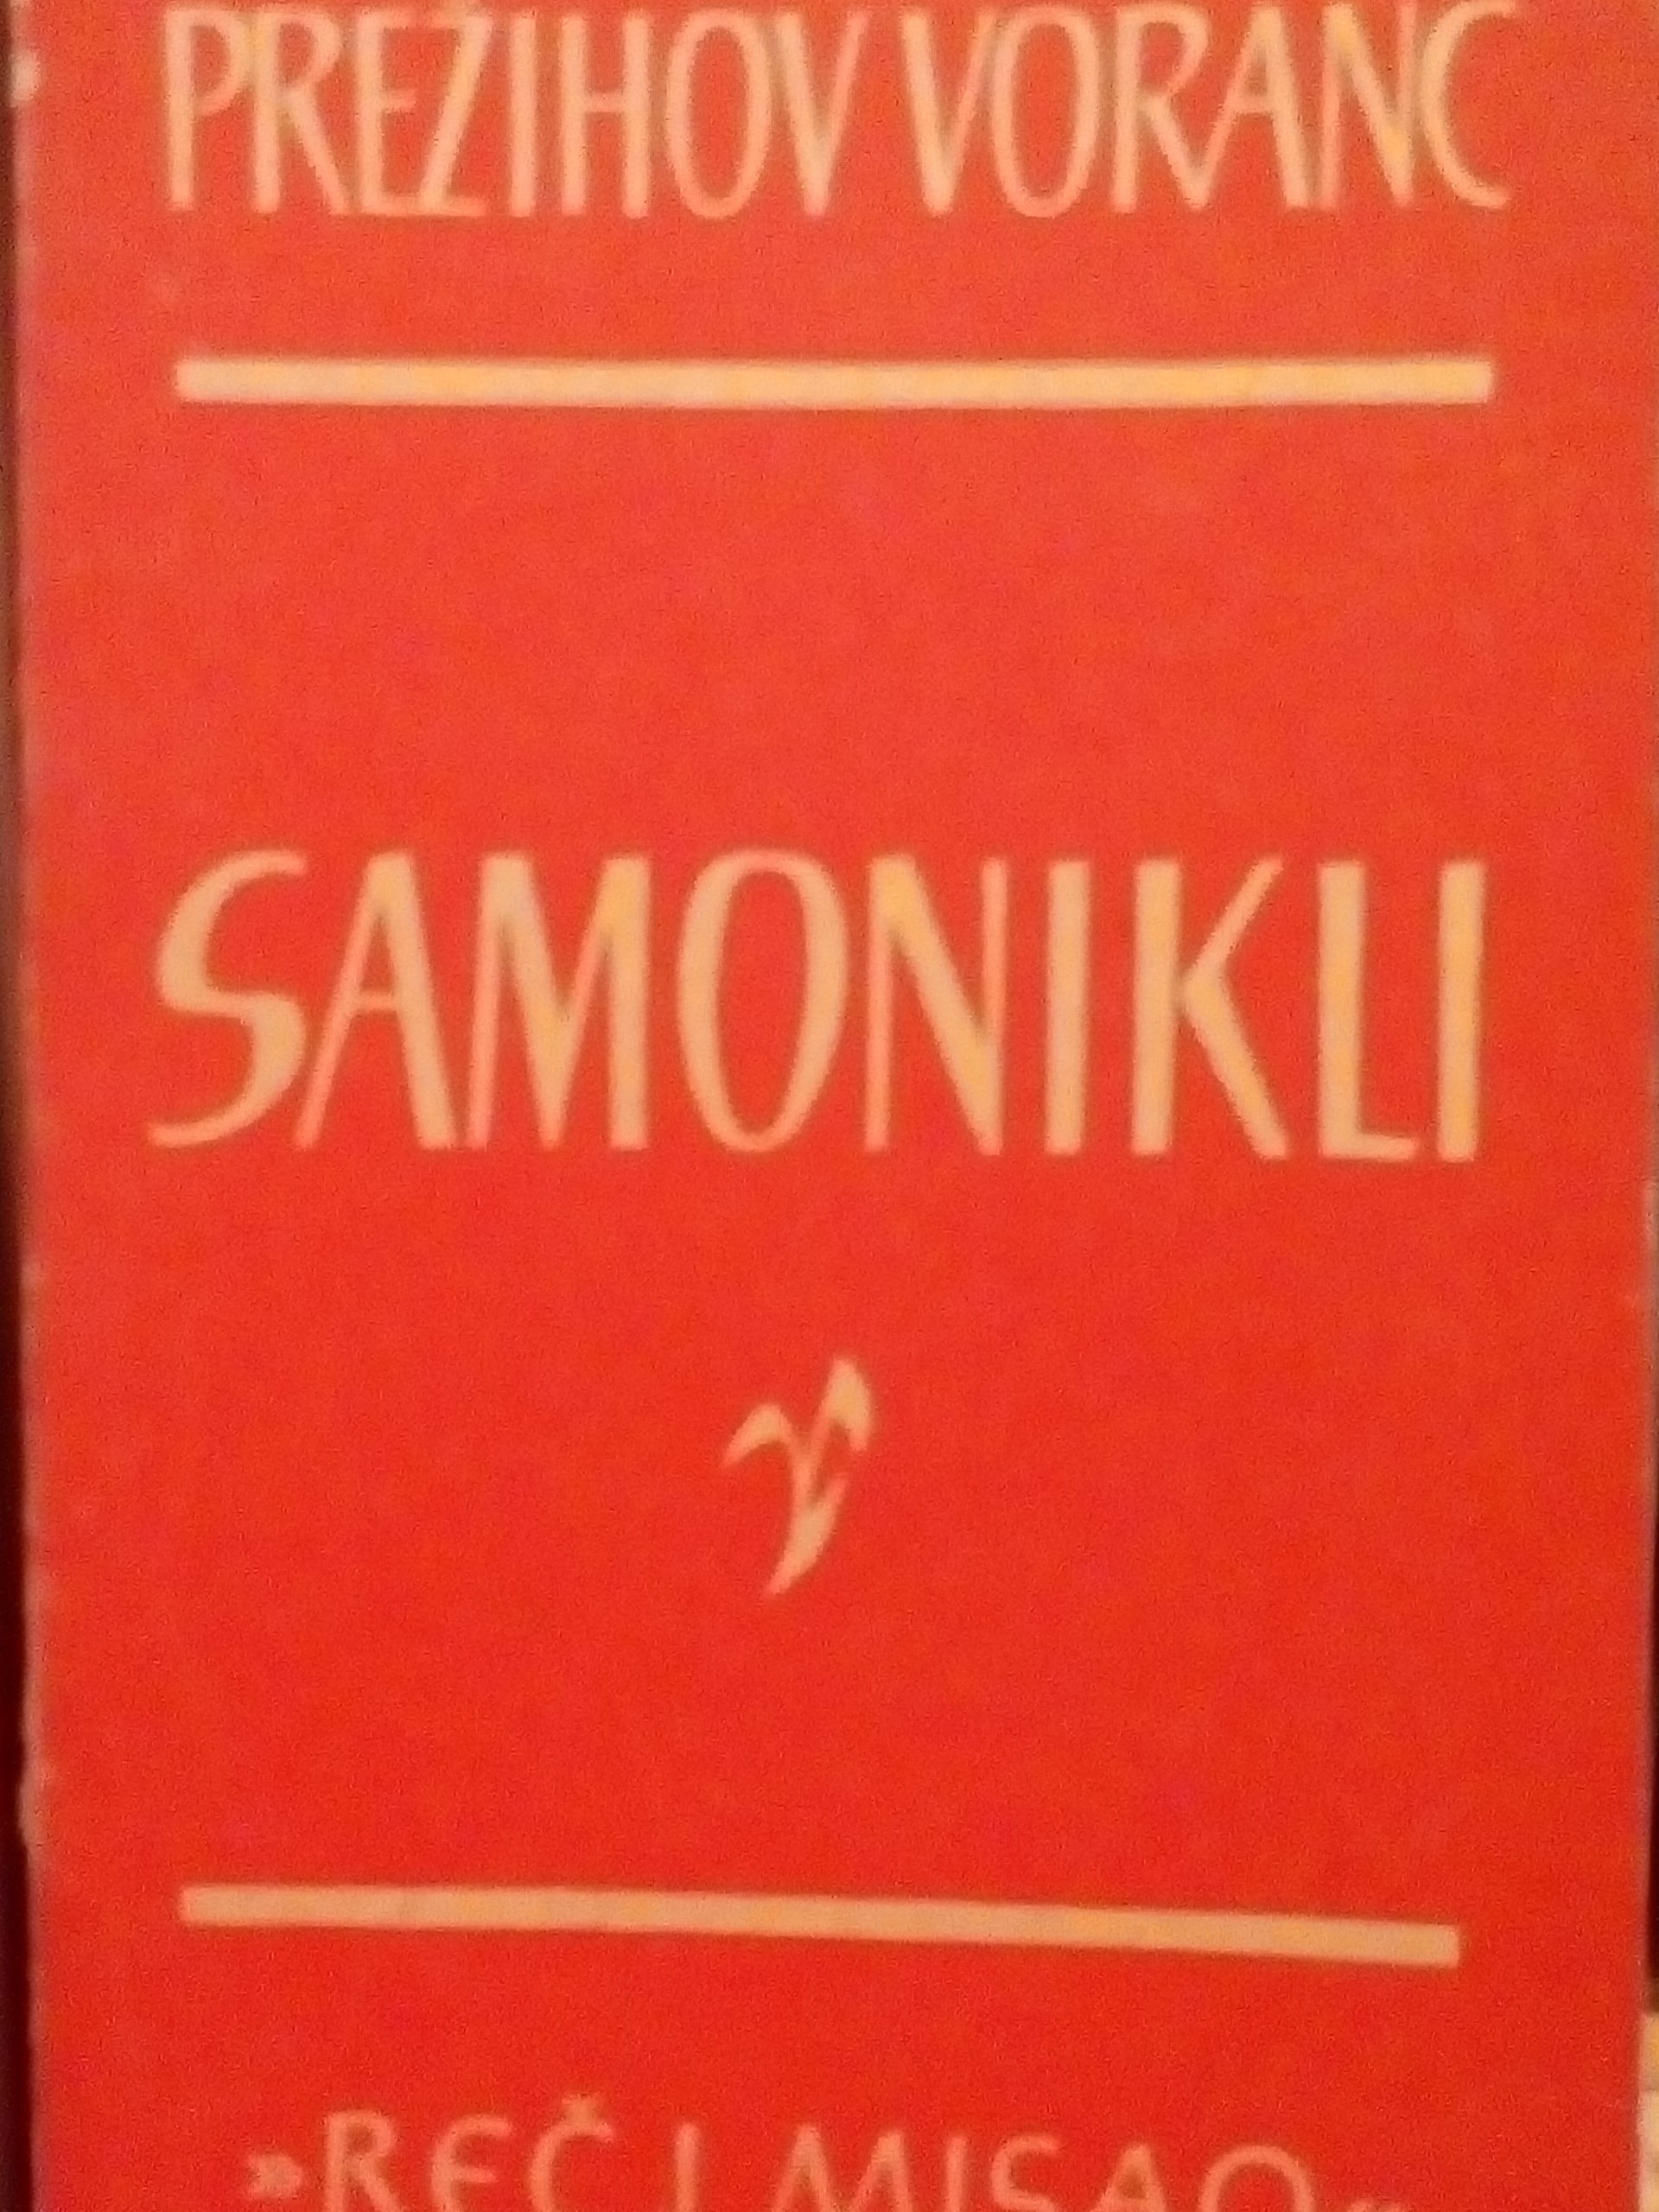 PREŽIHOV VORANC
SAMONIKLI
»REČ I MISAO«